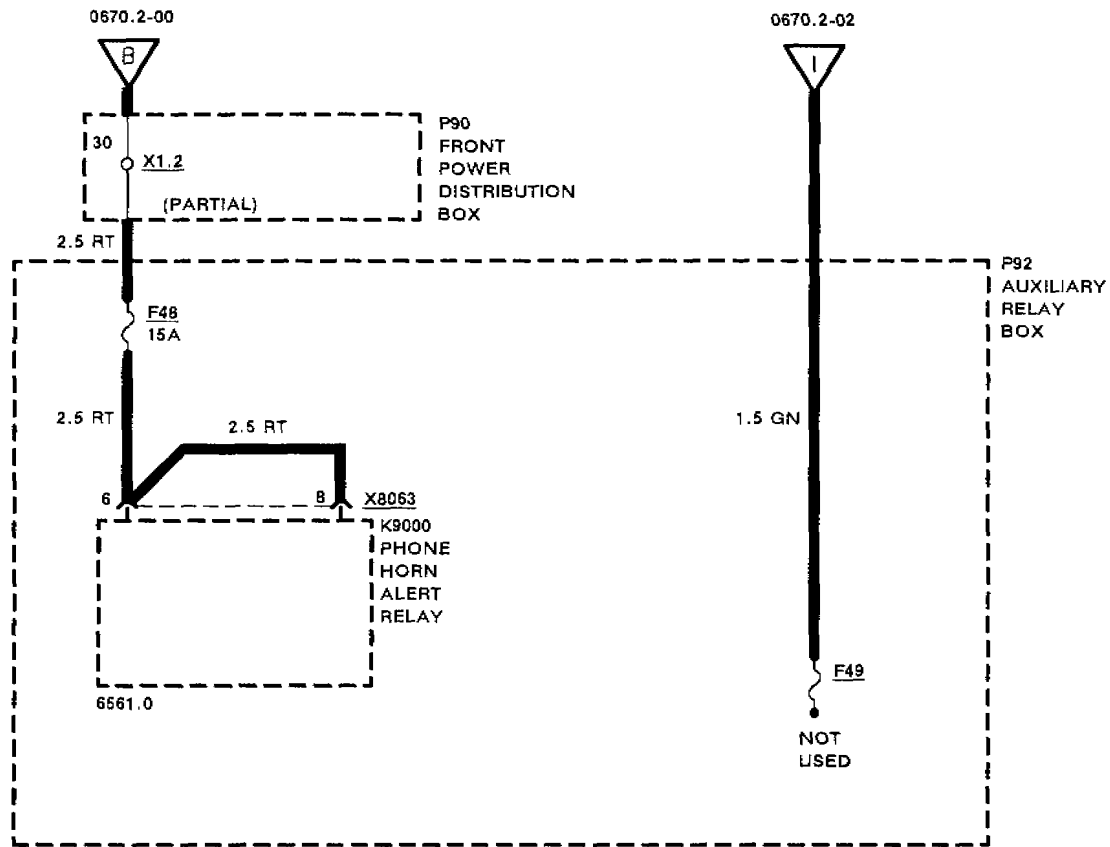 0670.2-00
0670.2-02
B
I
P90
FRONT
POWER
DISTRIBUTION
BOX
30
X1.2
(PARTIAL)
2.5 RT
P92
AUXILIARY
RELAY
BOX
F48
15A
2.5 RT
2.5 RT
1.5 GN
6
8
X8063
K9000
PHONE
HORN
ALERT
RELAY
6561.0
F49
NOT
USED